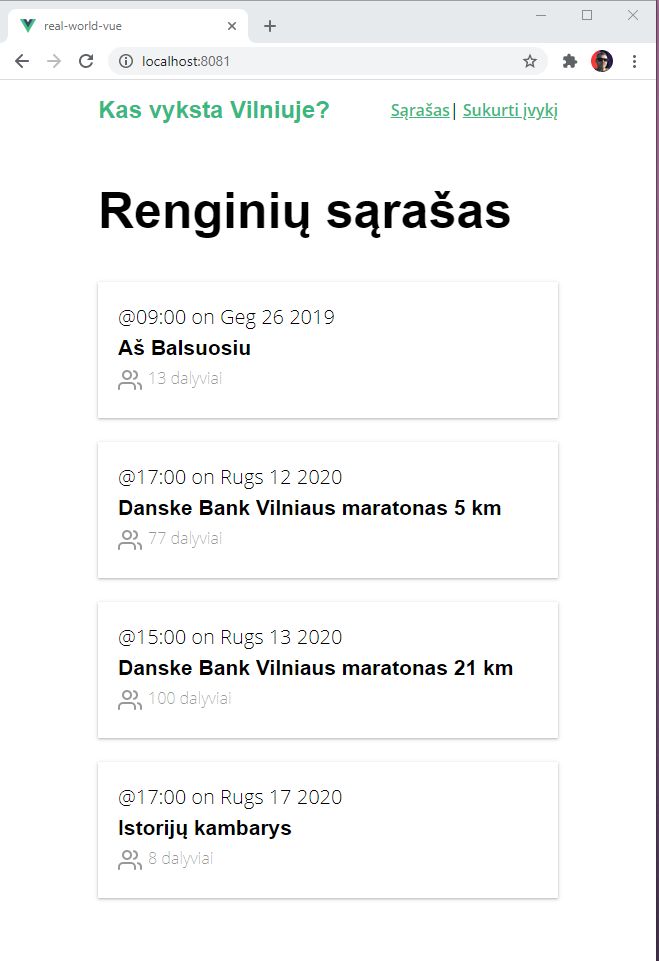 real-world-vue
localhost:8081
Kas vyksta Vilniuje? Sąrašas| Sukurti įvykį
Renginių sąrašas
@09:00 on Geg 26 2019
Aš Balsuosiu
13 dalyviai
@17:00 on Rugs 12 2020
Danske Bank Vilniaus maratonas 5 km
77 dalyviai
@15:00 on Rugs 13 2020
Danske Bank Vilniaus maratonas 21 km
100 dalyviai
@17:00 on Rugs 17 2020
Istorijų kambarys
8 dalyviai